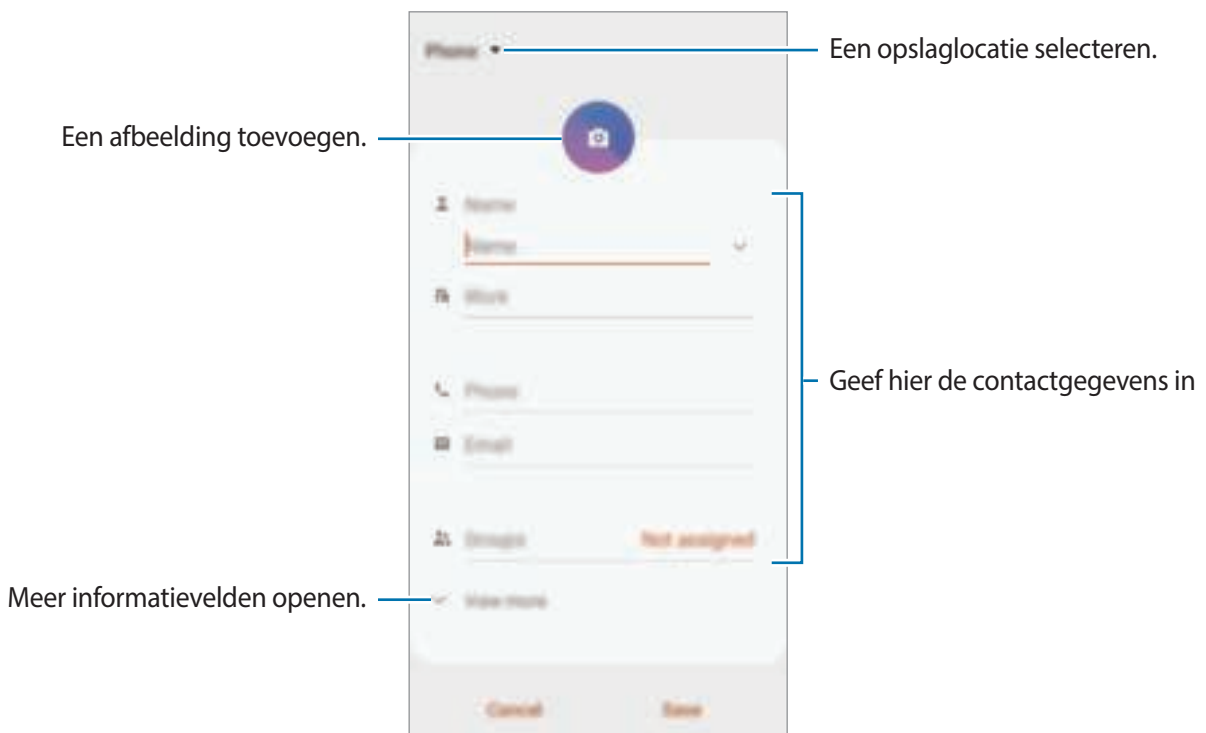 Phone
Een opslaglocatie selecteren.
Een afbeelding toevoegen.
Name
Name
Work
Phone
Geef hier de contactgegevens in
Email
Groups Not assigned
Meer informatievelden openen.
View more
Cancel Save